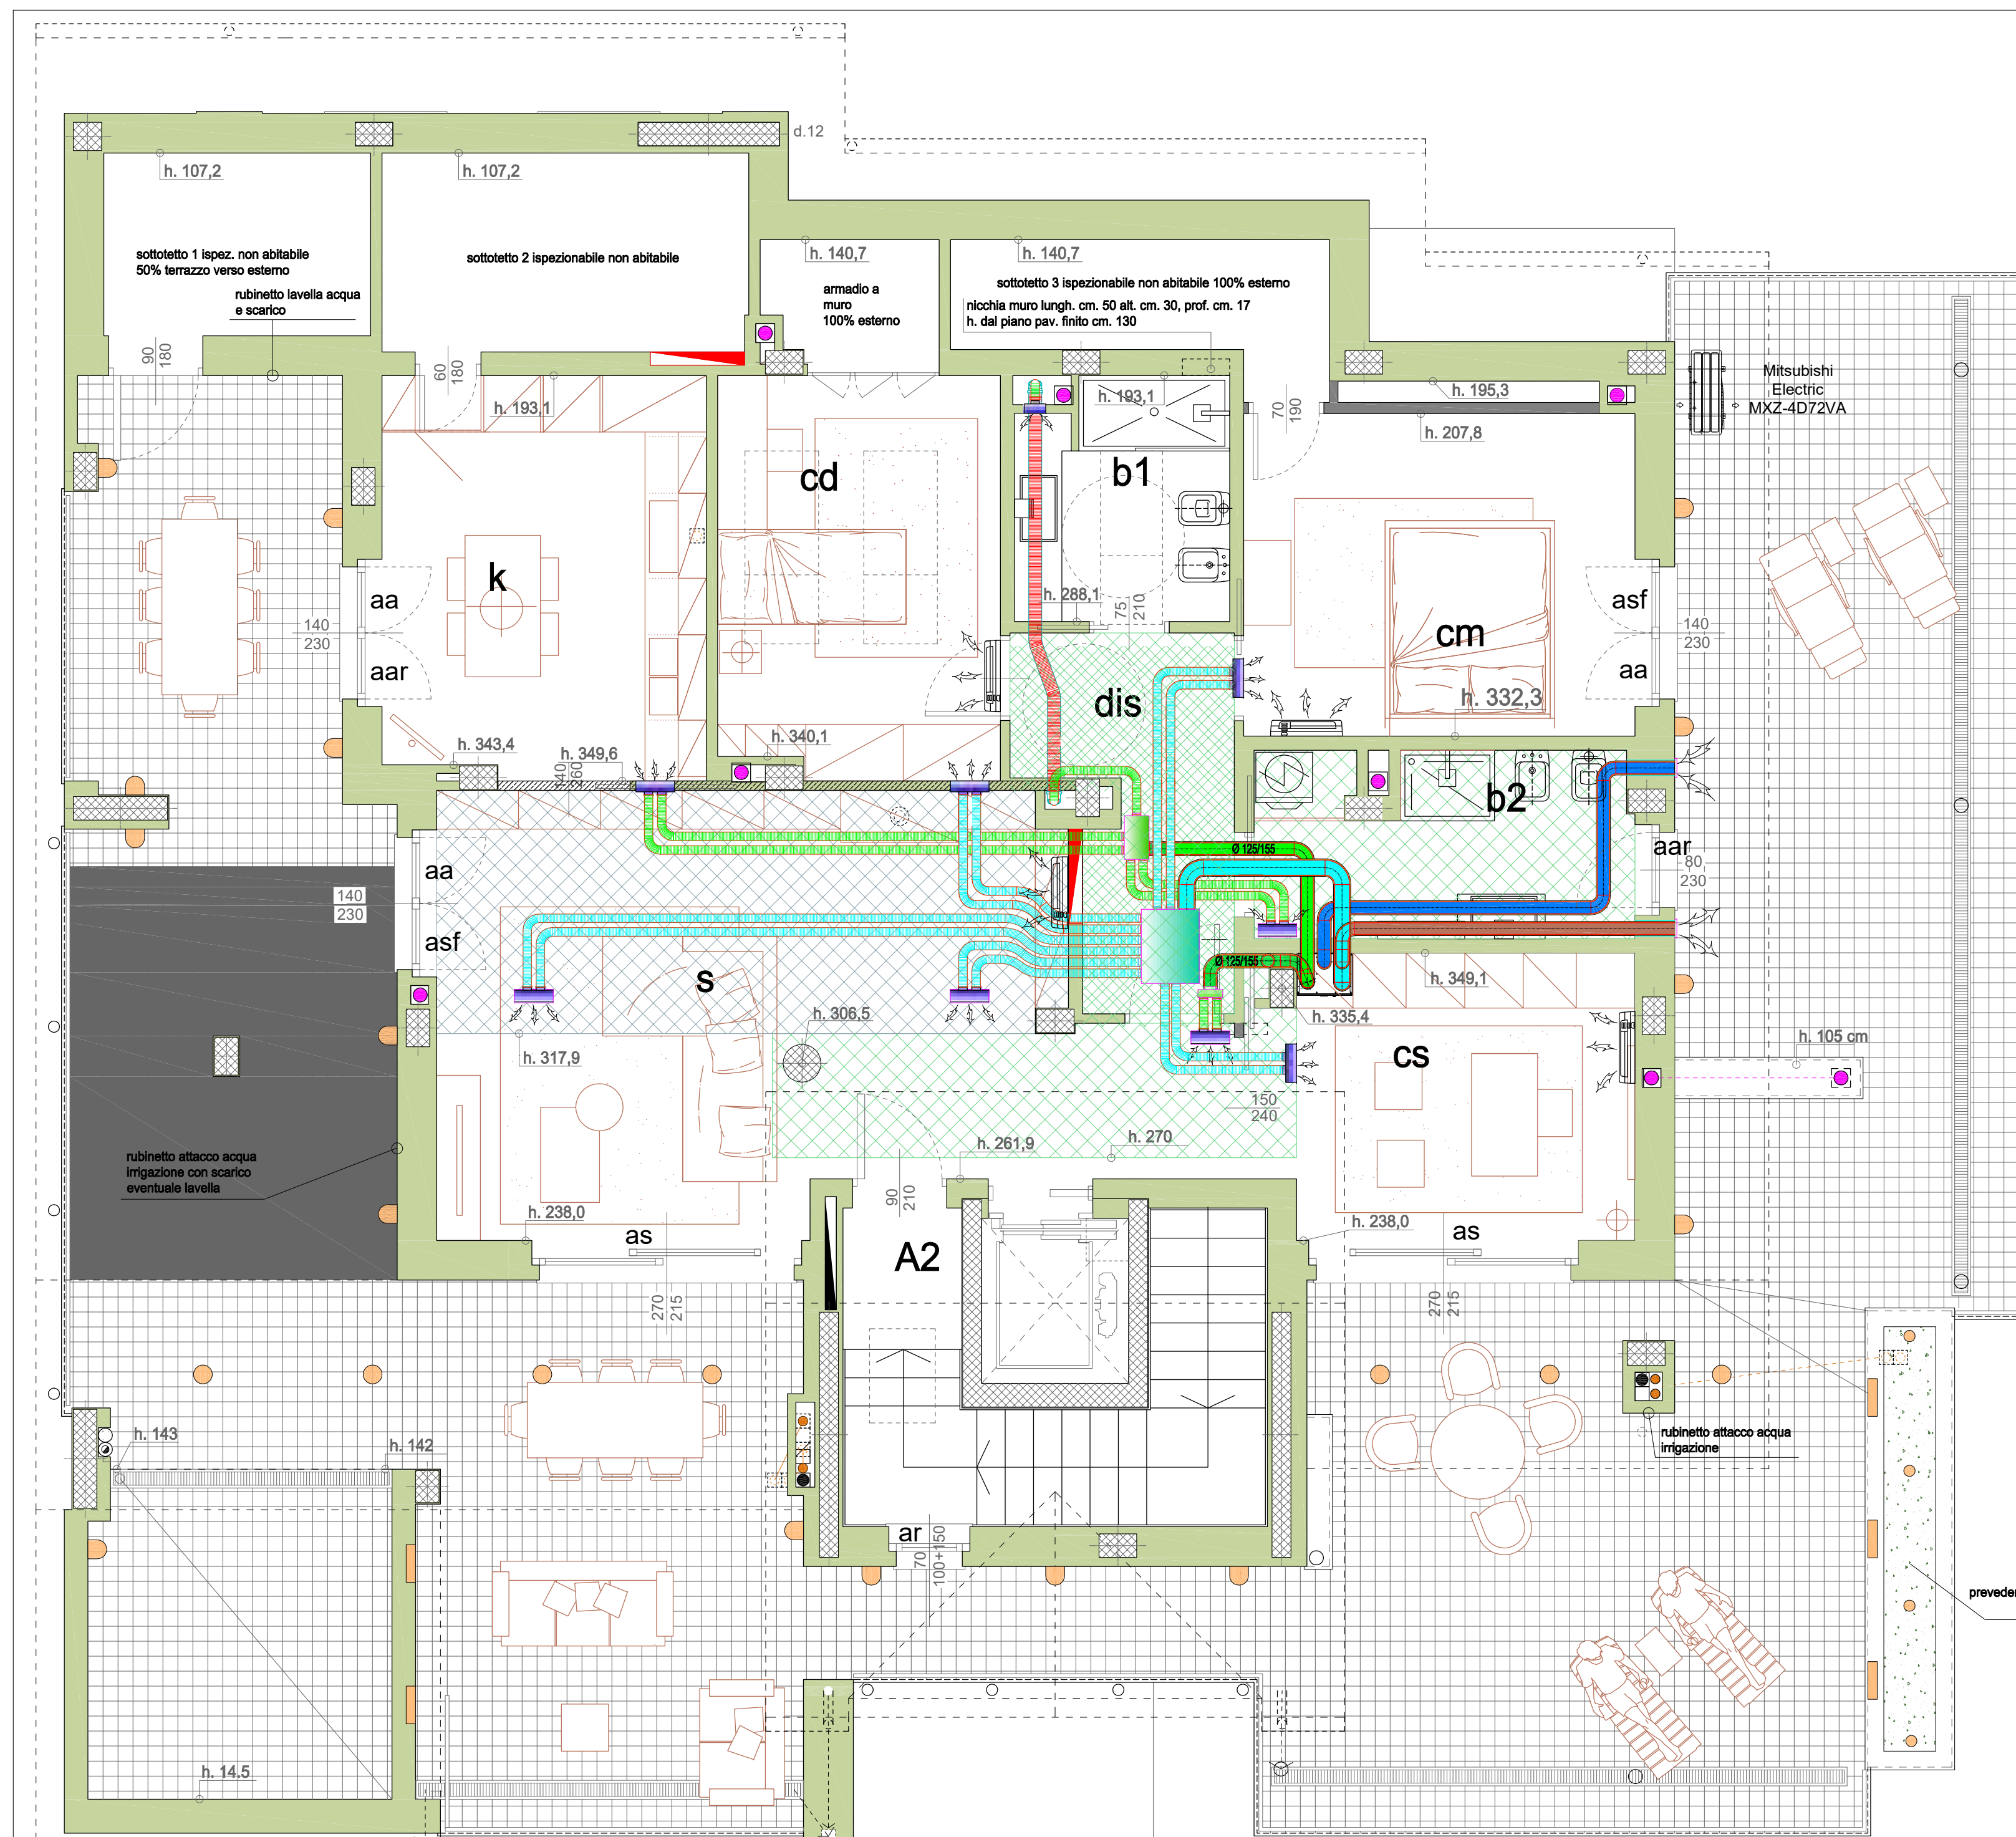 d.12
h. 107,2
h. 107,2
sottotetto 1 ispez. non abitabile
50% terrazzo verso esterno
rubinetto lavella acqua
e scarico
sottotetto 2 ispezionabile non abitabile
h. 140,7
armadio a
muro
100% esterno
h. 140,7
sottotetto 3 ispezionabile non abitabile 100% esterno
nicchia muro lungh. cm. 50 alt. cm. 30, prof. cm. 17
h. dal piano pav. finito cm. 130
90
180
60
180
h. 193,1
h. 193,1
70
190
h. 195,3
h. 207,8
Mitsubishi
Electric
MXZ-4D72VA
cd
b1
k
aa
aar
140
230
h. 288,1
75
210
cm
asf
aa
140
230
dis
h. 332,3
h. 343,4
h. 349,6
140
260
h. 340,1
b2
aar
80
230
Ø 125/155
aa
asf
140
230
s
Ø 125/155
h. 349,1
h. 306,5
h. 335,4
h. 317,9
cs
h. 105 cm
150
240
h. 261,9
h. 270
rubinetto attacco acqua
irrigazione con scarico
eventuale lavella
90
210
h. 238,0
as
h. 238,0
as
A2
270
215
270
215
h. 143
h. 142
rubinetto attacco acqua
irrigazione
ar
70
100+150
h. 14.5